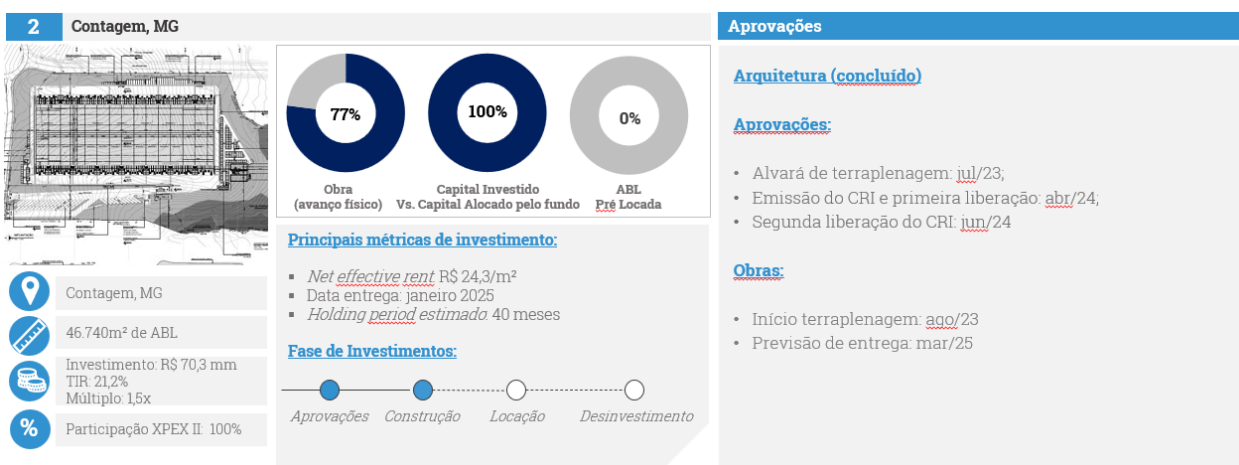 2 Contagem, MG
77%
100%
0%
Obra
(avanço físico)
Capital Investido
Vs. Capital Alocado pelo fundo
ABL
Pré Locada
Contagem, MG
46.740m² de ABL
Investimento: R$ 70,3 mm
TIR: 21,2%
Múltiplo: 1,5x
%
Participação XPEX II: 100%
Principais métricas de investimento:
▪ Net effective rent: R$ 24,3/m²
▪ Data entrega: janeiro 2025
▪ Holding period estimado: 40 meses
Fase de Investimentos:
Aprovações Construção Locação Desinvestimento
Aprovações
Arquitetura (concluído)
Aprovações:
• Alvará de terraplenagem: jul/23;
• Emissão do CRI e primeira liberação: abr/24;
• Segunda liberação do CRI: jun/24
Obras:
• Início terraplenagem: ago/23
• Previsão de entrega: mar/25